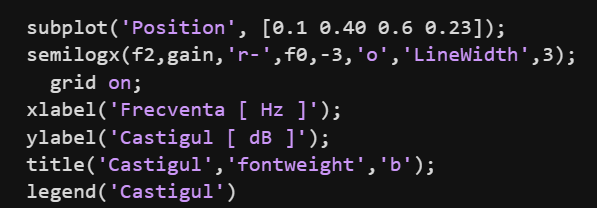 subplot('Position', [0.1 0.40 0.6 0.23]);
semilogx(f2,gain,'r-',f0,-3,'o','LineWidth',3);
  grid on;
xlabel('Frecventa [ Hz ]');
ylabel('Castigul [ dB ]');
title('Castigul','fontweight','b');
legend('Castigul')